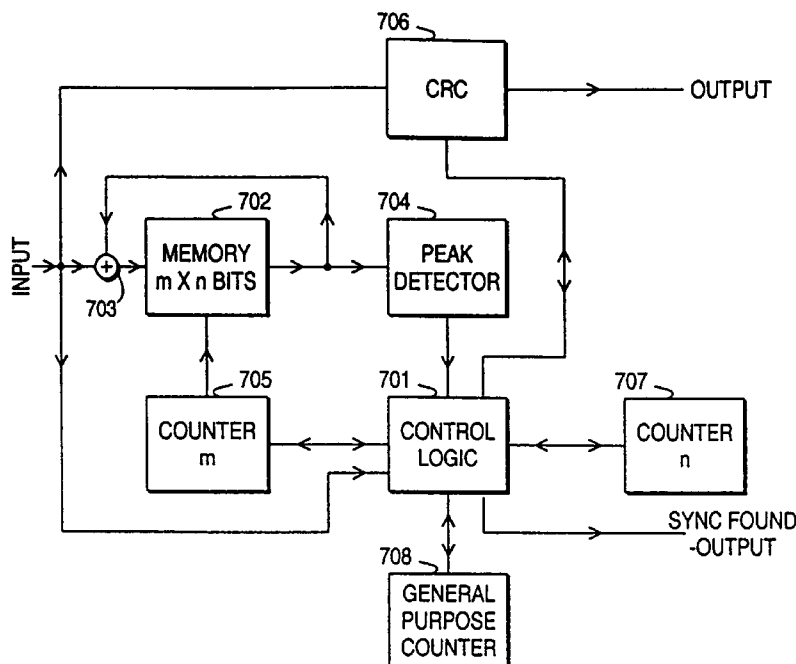 706
CRC
OUTPUT
702
704
INPUT
MEMORY
m X n BITS
PEAK
DETECTOR
+
703
705
701
707
COUNTER
m
CONTROL
LOGIC
COUNTER
n
SYNC FOUND
-OUTPUT
708
GENERAL
PURPOSE
COUNTER